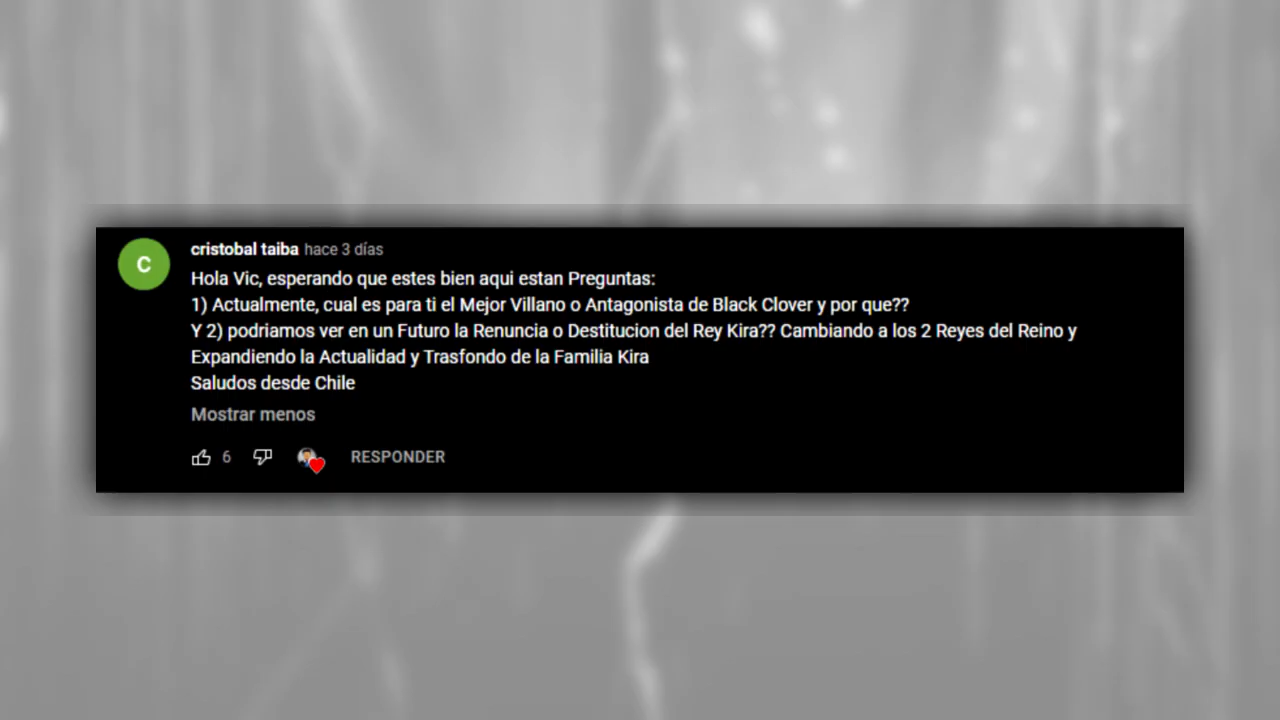 C
cristobal taiba hace 3 días
Hola Vic, esperando que estes bien aqui estan Preguntas:
1) Actualmente, cual es para ti el Mejor Villano o Antagonista de Black Clover y por que??
Y 2) podriamos ver en un Futuro la Renuncia o Destitucion del Rey Kira?? Cambiando a los 2 Reyes del Reino y
Expandiendo la Actualidad y Trasfondo de la Familia Kira
Saludos desde Chile
Mostrar menos
6 RESPONDER